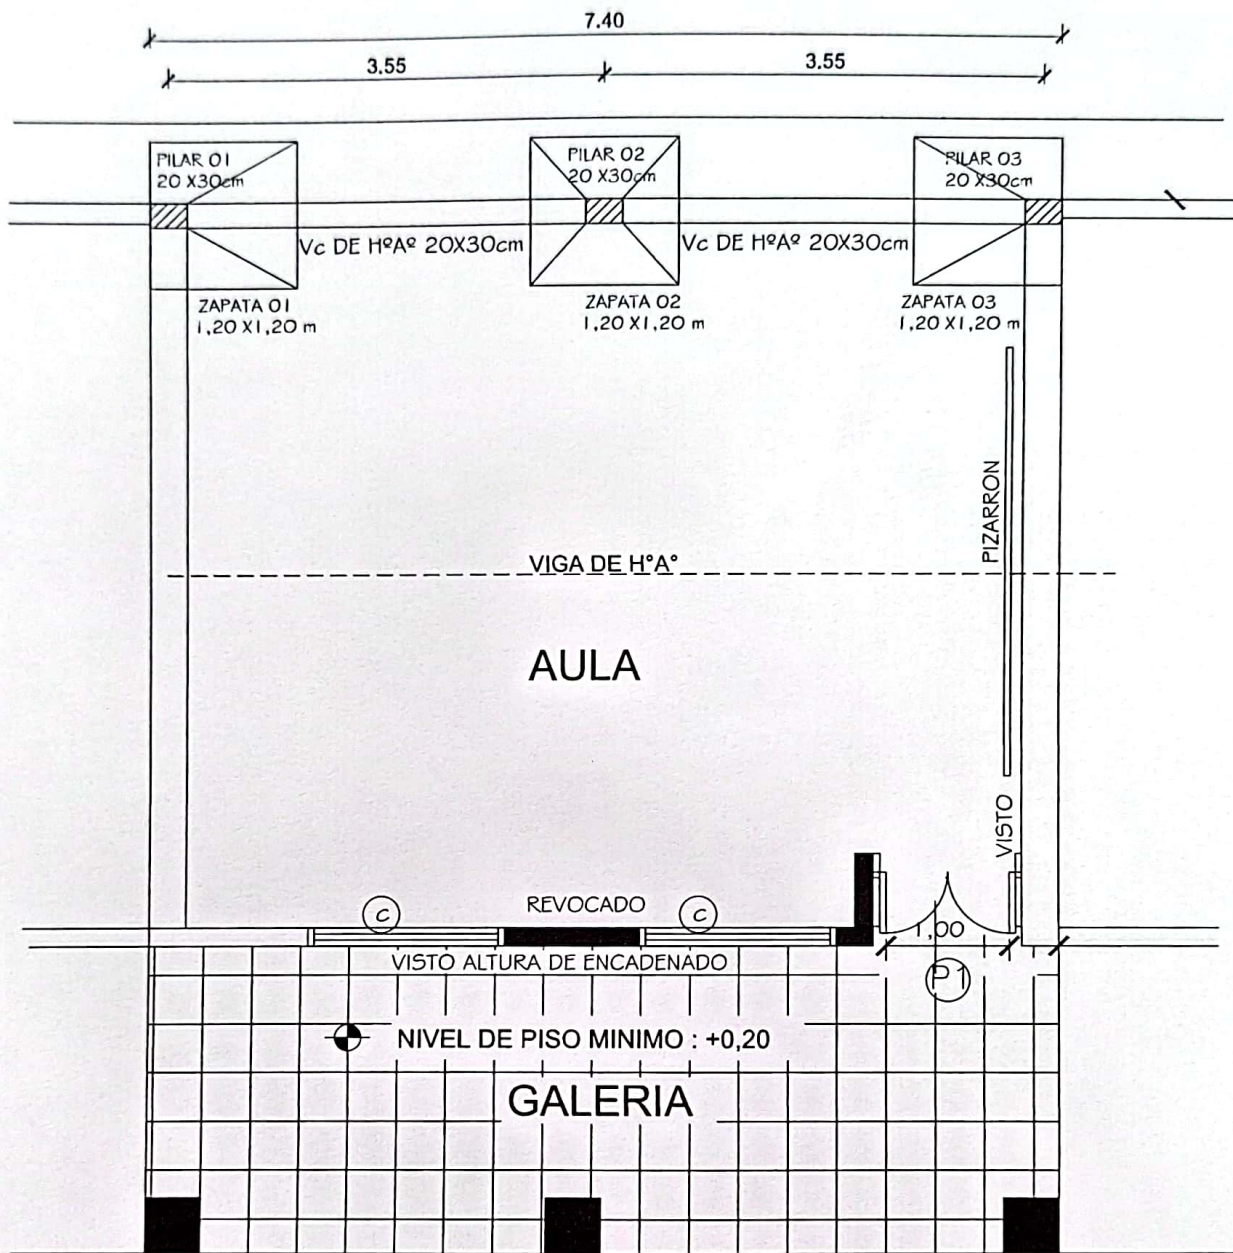 7.40
3.55
3.55
PILAR 01
20 X30cm
PILAR 02
20 X30cm
PILAR 03
20 X30cm
Vc DE HºAº 20X30cm
Vc DE HºAº 20X30cm
ZAPATA 01
1,20 X1,20 m
ZAPATA 02
1,20 X1,20 m
ZAPATA 03
1,20 X1,20 m
PIZARRON
VIGA DE H°A°
AULA
VISTO
REVOCADO
C
C
1,00
VISTO ALTURA DE ENCADENADO
P1
NIVEL DE PISO MINIMO : +0,20
GALERIA